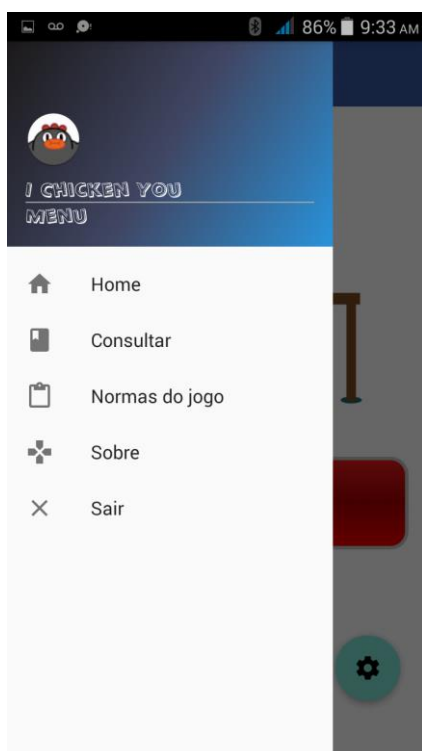 86% 9:33 AM
I CHICKEN YOU
MENU
Home
Consultar
Normas do jogo
Sobre
Sair